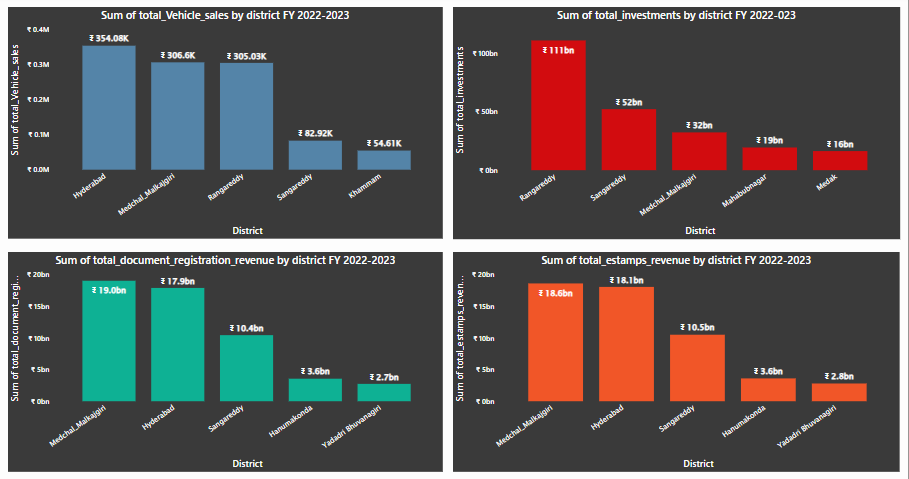 Sum of total_Vehicle_sales by district FY 2022-2023
Sum of total_Vehicle_sales
₹ 0.4M
₹ 0.3M
₹ 0.2M
₹ 0.1M
₹ 0.0M
₹ 354.08K
₹ 306.6K
₹ 305.03K
₹ 82.92K
₹ 54.61K
Hyderabad
Medchal_Malkajgiri
Rangareddy
Sangareddy
Khammam
District
Sum of total_investments by district FY 2022-023
Sum of total_investments
₹ 100bn
₹ 50bn
₹ 0bn
₹ 111bn
₹ 52bn
₹ 32bn
₹ 19bn
₹ 16bn
Rangareddy
Sangareddy
Medchal_Malkajgiri
Mahabubnagar
Medak
District
Sum of total_document_registration_revenue by district FY 2022-2023
Sum of total_document_regi...
₹ 20bn
₹ 15bn
₹ 10bn
₹ 5bn
₹ 0bn
₹ 19.0bn
₹ 17.9bn
₹ 10.4bn
₹ 3.6bn
₹ 2.7bn
Medchal_Malkajgiri
Hyderabad
Sangareddy
Hanumakonda
Yadadri Bhuvanagiri
District
Sum of total_estamps_revenue by district FY 2022-2023
Sum of total_estamps_reven...
₹ 20bn
₹ 15bn
₹ 10bn
₹ 5bn
₹ 0bn
₹ 18.6bn
₹ 18.1bn
₹ 10.5bn
₹ 3.6bn
₹ 2.8bn
Medchal_Malkajgiri
Hyderabad
Sangareddy
Hanumakonda
Yadadri Bhuvanagiri
District